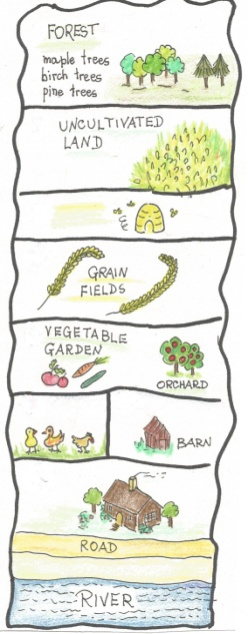 FOREST
maple trees
birch trees
pine trees
UNCULTIVATED
LAND
GRAIN
FIELDS
VEGETABLE
GARDEN
ORCHARD
BARN
ROAD
RIVER